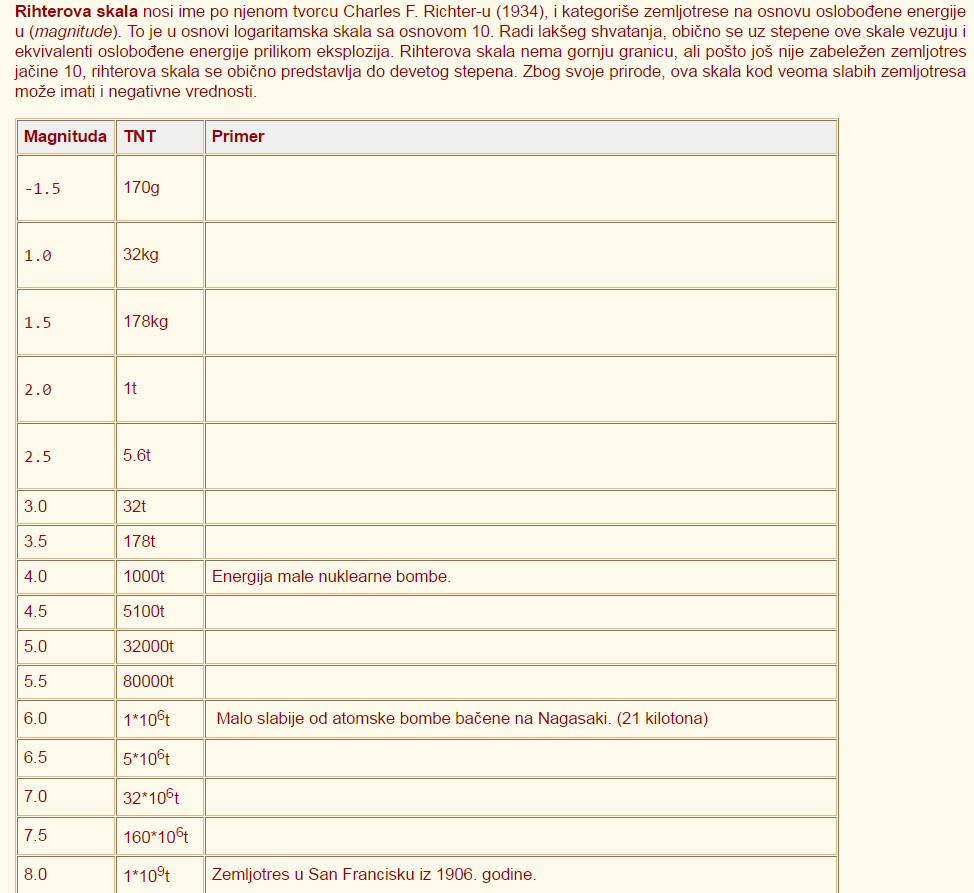 Rihterova skala nosi ime po njenom tvorcu Charles F. Richter-u (1934), i kategoriše zemljotrese na osnovu oslobođene energije
u (magnitude). To je u osnovi logaritamska skala sa osnovom 10. Radi lakšeg shvatanja, obično se uz stepene ove skale vezuju i
ekvivalenti oslobođene energije prilikom eksplozija. Rihterova skala nema gornju granicu, ali pošto još nije zabeležen zemljotres
jačine 10, rihterova skala se obično predstavlja do devetog stepena. Zbog svoje prirode, ova skala kod veoma slabih zemljotresa
može imati i negativne vrednosti.
Magnituda TNT Primer
-1.5 170g
1.0 32kg
1.5 178kg
2.0 1t
2.5 5.6t
3.0 32t
3.5 178t
4.0 1000t Energija male nuklearne bombe.
4.5 5100t
5.0 32000t
5.5 80000t
6.0 1*10⁶t Malo slabije od atomske bombe bačene na Nagasaki. (21 kilotona)
6.5 5*10⁶t
7.0 32*10⁶t
7.5 160*10⁶t
8.0 1*10⁹t Zemljotres u San Francisku iz 1906. godine.